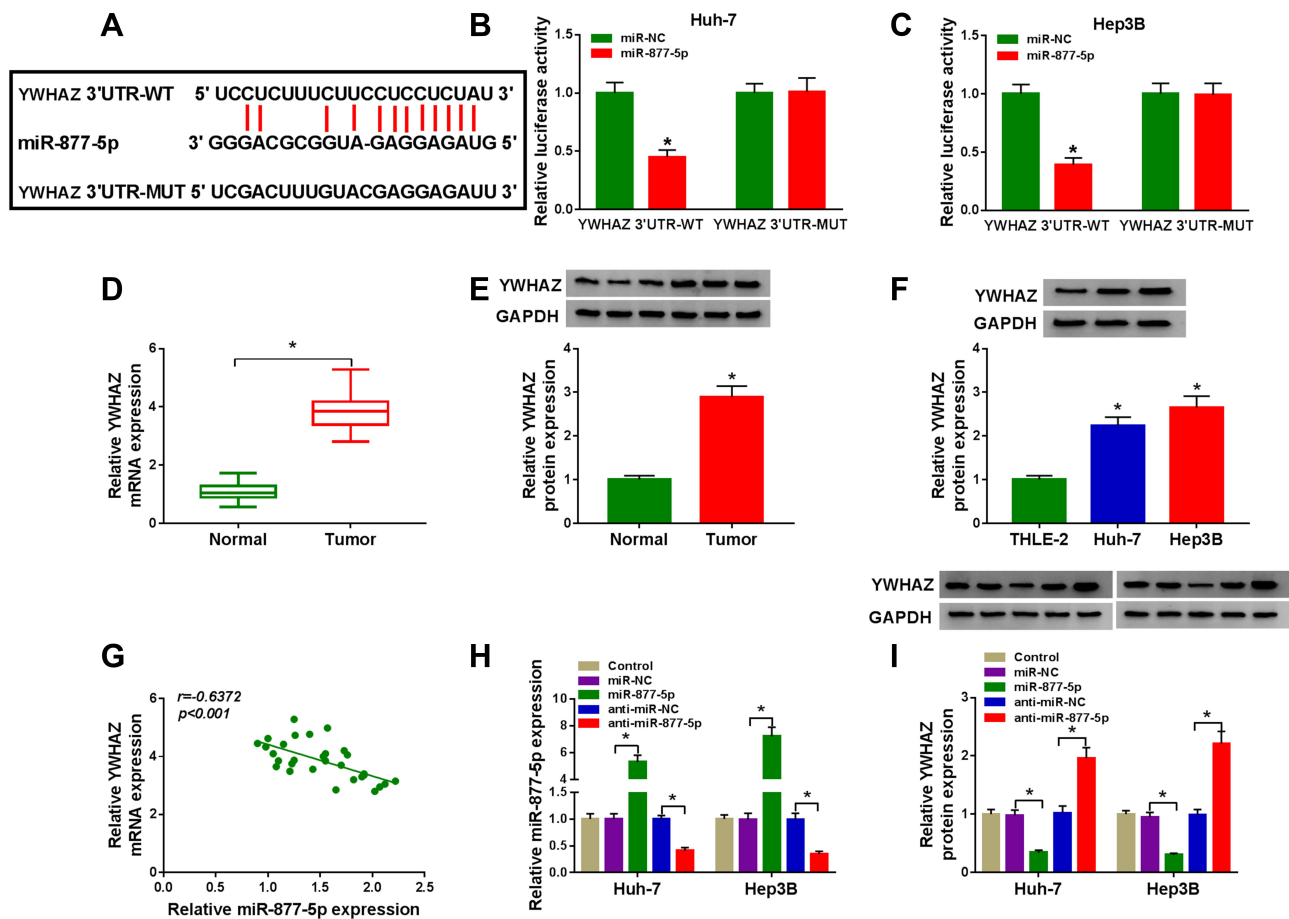 A
YWHAZ 3'UTR-WT 5' UCCUCUUUCUUCCUCCUCUAU 3'
miR-877-5p 3' GGGACGCGGUA-GAGGAGAUG 5'
YWHAZ 3'UTR-MUT 5' UCGACUUUGUACGAGGAGAUU 3'
B
Huh-7
miR-NC
miR-877-5p
Relative luciferase activity
1.5
1.0
0.5
0.0
*
YWHAZ 3'UTR-WT YWHAZ 3'UTR-MUT
C
Hep3B
miR-NC
miR-877-5p
Relative luciferase activity
1.5
1.0
0.5
0.0
*
YWHAZ 3'UTR-WT YWHAZ 3'UTR-MUT
D
Relative YWHAZ
mRNA expression
6
4
2
0
*
Normal Tumor
E
YWHAZ
GAPDH
Relative YWHAZ
protein expression
4
3
2
1
0
*
Normal Tumor
F
YWHAZ
GAPDH
Relative YWHAZ
protein expression
4
3
2
1
0
* *
THLE-2 Huh-7 Hep3B
G
r=-0.6372
p<0.001
Relative YWHAZ
mRNA expression
6
4
2
0
0.0 0.5 1.0 1.5 2.0 2.5
Relative miR-877-5p expression
H
Control
miR-NC
miR-877-5p
anti-miR-NC
anti-miR-877-5p
Relative miR-877-5p expression
10
8
6
4
1.0
0.5
0.0
* * * *
Huh-7 Hep3B
YWHAZ
GAPDH
I
Control
miR-NC
miR-877-5p
anti-miR-NC
anti-miR-877-5p
Relative YWHAZ
protein expression
3
2
1
0
* * * *
Huh-7 Hep3B